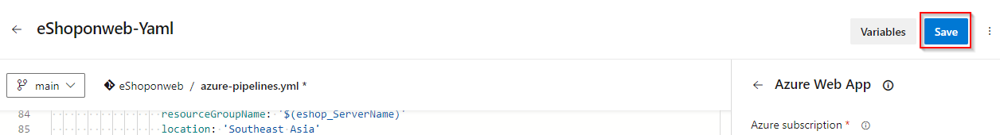 eShoponweb-Yaml
Variables
Save
main
eShoponweb / azure-pipelines.yml *
Azure Web App
84 resourceGroupName: '$(eshop_ServerName)'
85 location: 'Southeast Asia'
Azure subscription *